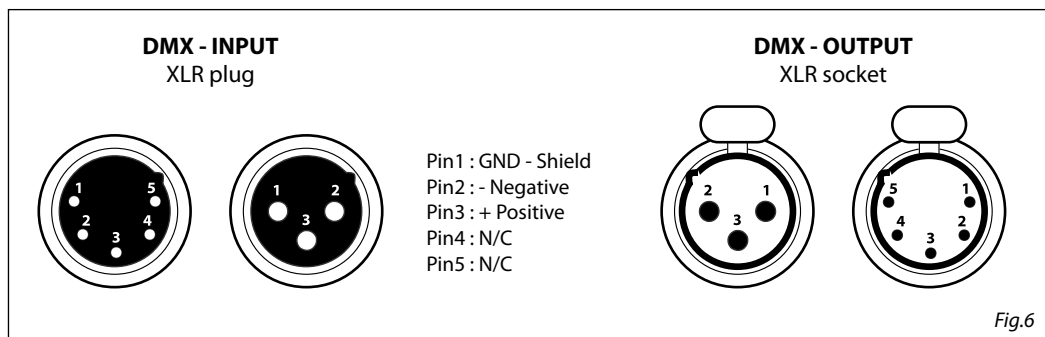 DMX - INPUT
XLR plug
1 5
2 4
3
1 2
3
Pin1 : GND - Shield
Pin2 : - Negative
Pin3 : + Positive
Pin4 : N/C
Pin5 : N/C
DMX - OUTPUT
XLR socket
2 1
3
5 1
4 2
3
Fig.6